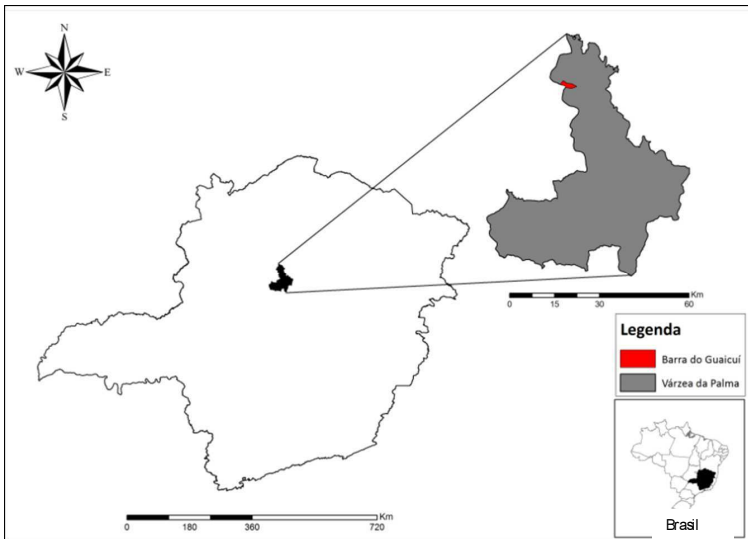 N
W E
S
Km
0 15 30 60
Legenda
Barra do Guaicuí
Várzea da Palma
Km
0 180 360 720
Brasil